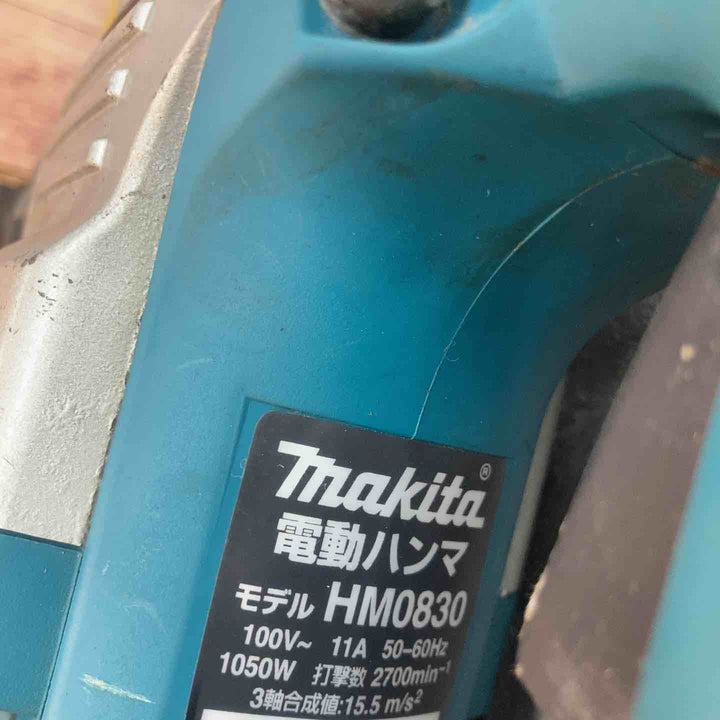 makita®
電動ハンマ
モデル HM0830
100V~ 11A 50-60Hz
1050W 打撃数 2700min⁻¹
3軸合成値:15.5 m/s²